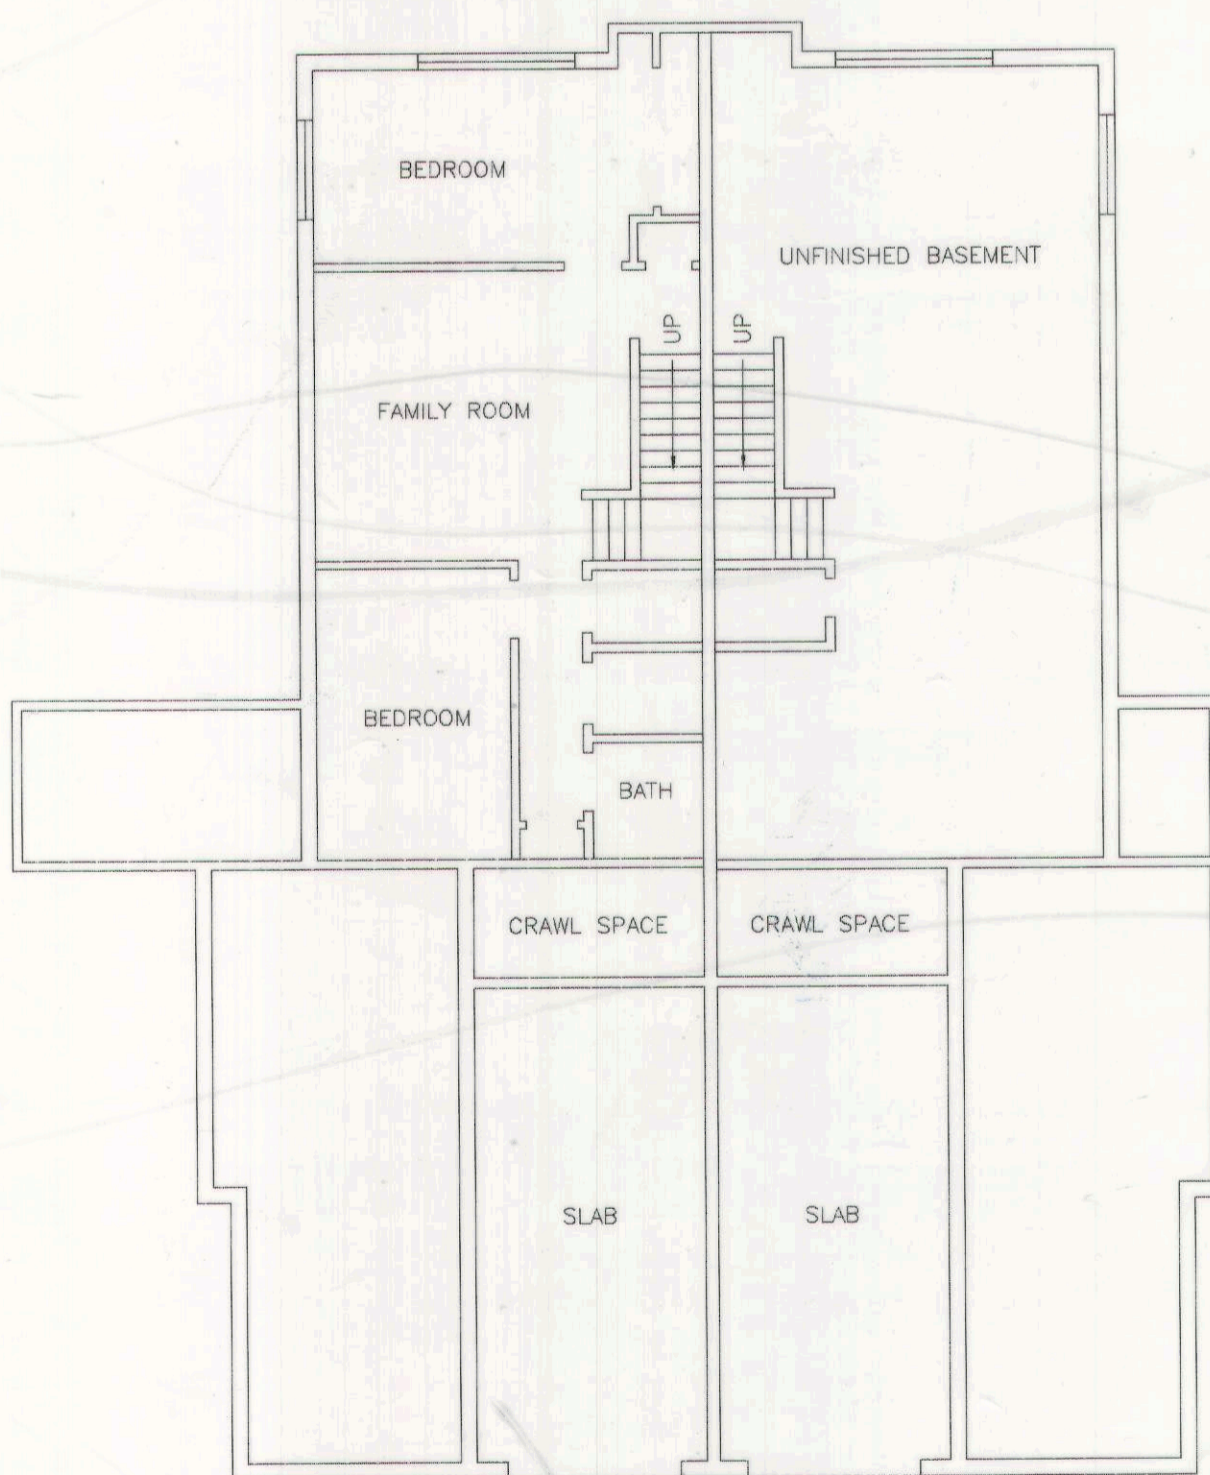 BEDROOM
UNFINISHED BASEMENT
UP
UP
FAMILY ROOM
BEDROOM
BATH
CRAWL SPACE
CRAWL SPACE
SLAB
SLAB